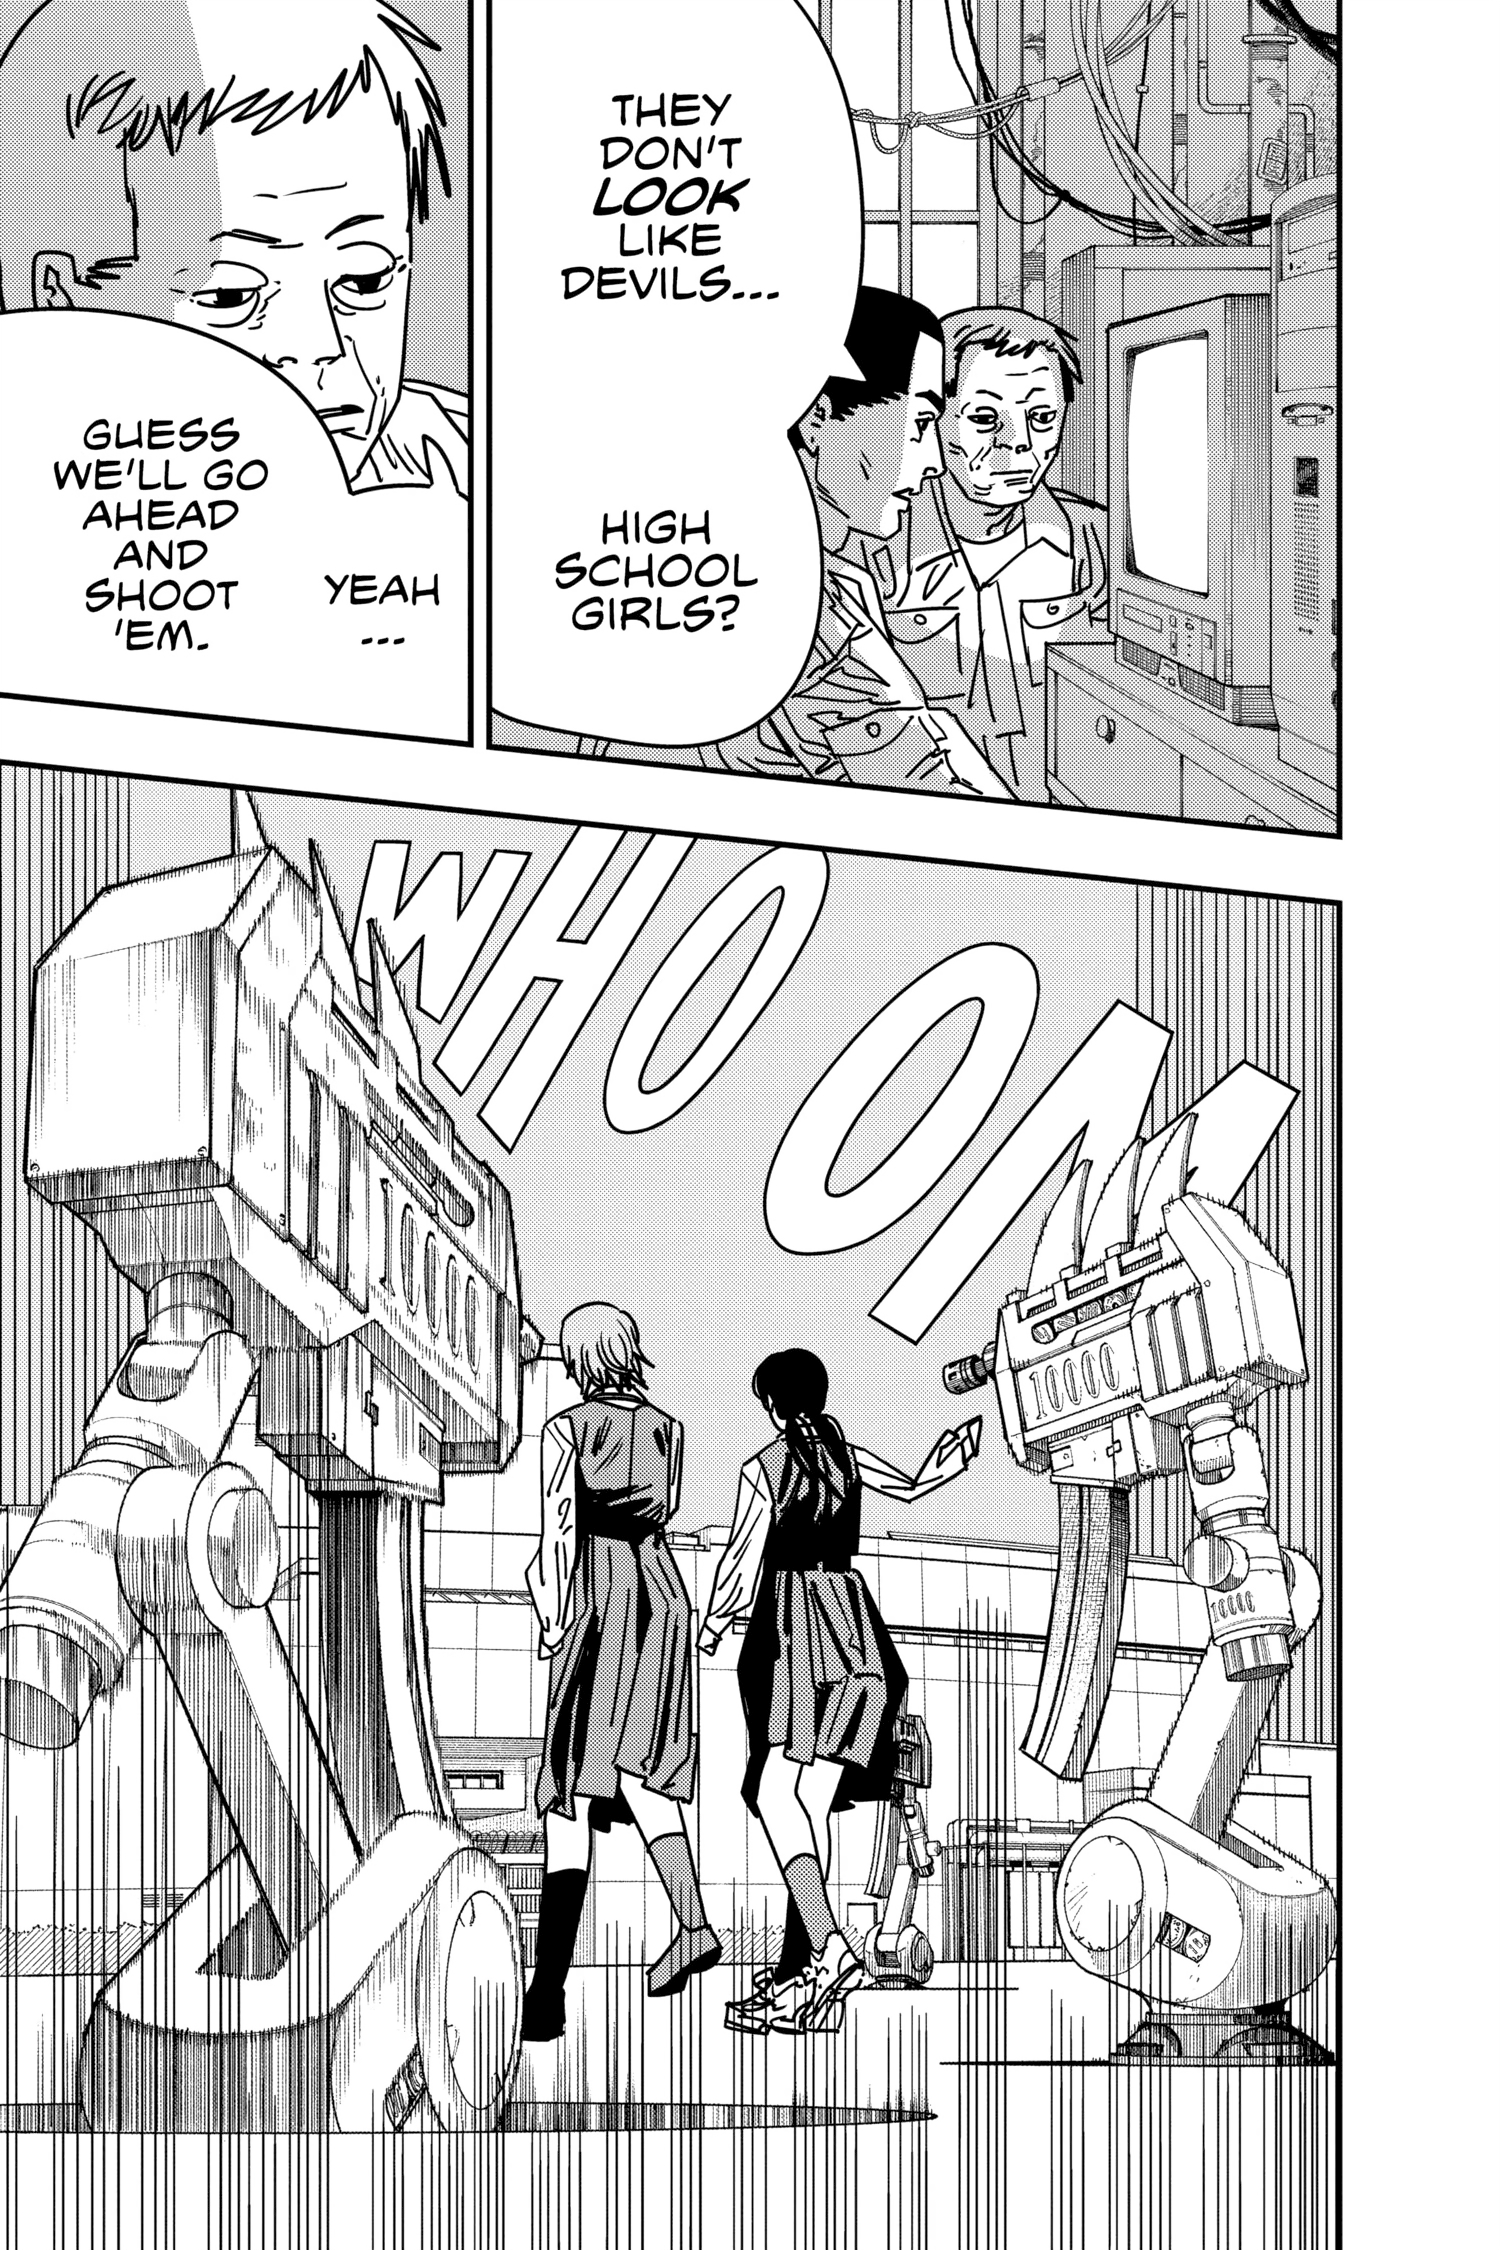 THEY
DON'T
LOOK
LIKE
DEVILS...
HIGH
SCHOOL
GIRLS?
YEAH
...
GUESS
WE'LL GO
AHEAD
AND
SHOOT
'EM.
WHOOM
10000
10000
10000